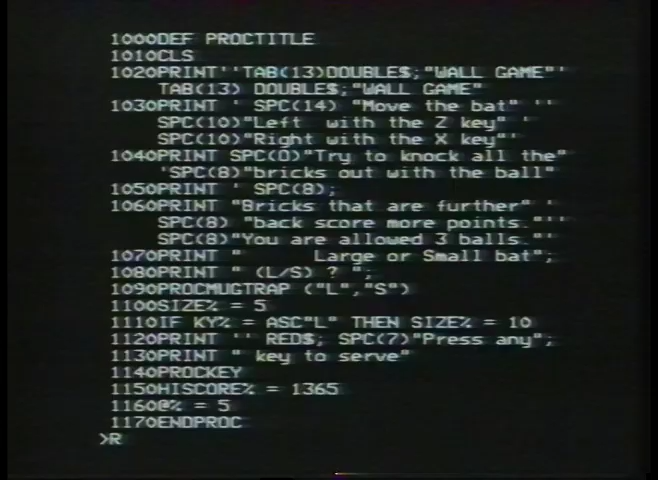 1000DEF PROCTITLE
1010CLS
1020PRINT''TAB(13)DOUBLE$;"WALL GAME"'
TAB(13) DOUBLE$;"WALL GAME"
1030PRINT ' SPC(14) "Move the bat" ''
SPC(10)"Left  with the Z key" '
SPC(10)"Right with the X key"'
1040PRINT SPC(0)"Try to knock all the"
'SPC(8)"bricks out with the ball"
1050PRINT ' SPC(8);
1060PRINT "Bricks that are further" '
SPC(8) "back score more points."'''
SPC(8)"You are allowed 3 balls."''
1070PRINT "      Large or Small bat";
1080PRINT " (L/S) ? ";
1090PROCMUGTRAP ("L","S")
1100SIZE% = 5
1110IF KY% = ASC"L" THEN SIZE% = 10
1120PRINT '' RED$; SPC(7)"Press any";
1130PRINT " key to serve"
1140PROCKEY
1150HISCORE% = 1365
1160@% = 5
1170ENDPROC
>R